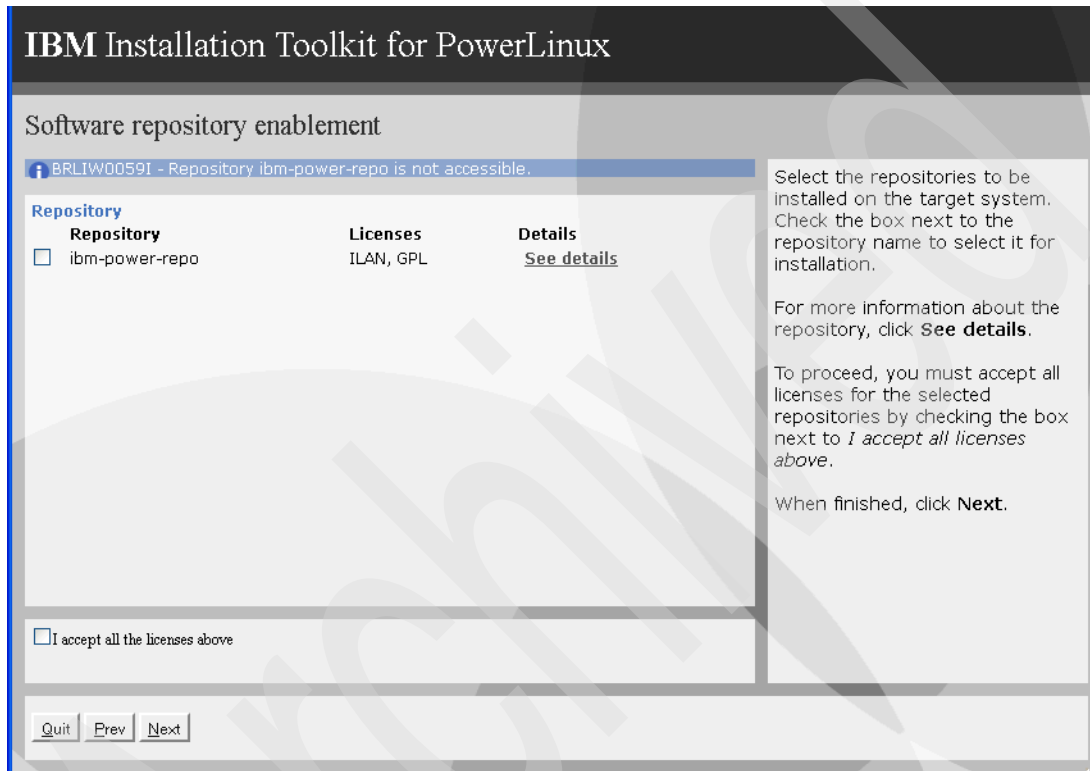 IBM Installation Toolkit for PowerLinux
Software repository enablement
BRLIW0059I - Repository ibm-power-repo is not accessible.
Repository
Repository Licenses Details
ibm-power-repo ILAN, GPL See details
I accept all the licenses above
Quit Prev Next
Select the repositories to be
installed on the target system.
Check the box next to the
repository name to select it for
installation.
For more information about the
repository, click See details.
To proceed, you must accept all
licenses for the selected
repositories by checking the box
next to I accept all licenses
above.
When finished, click Next.